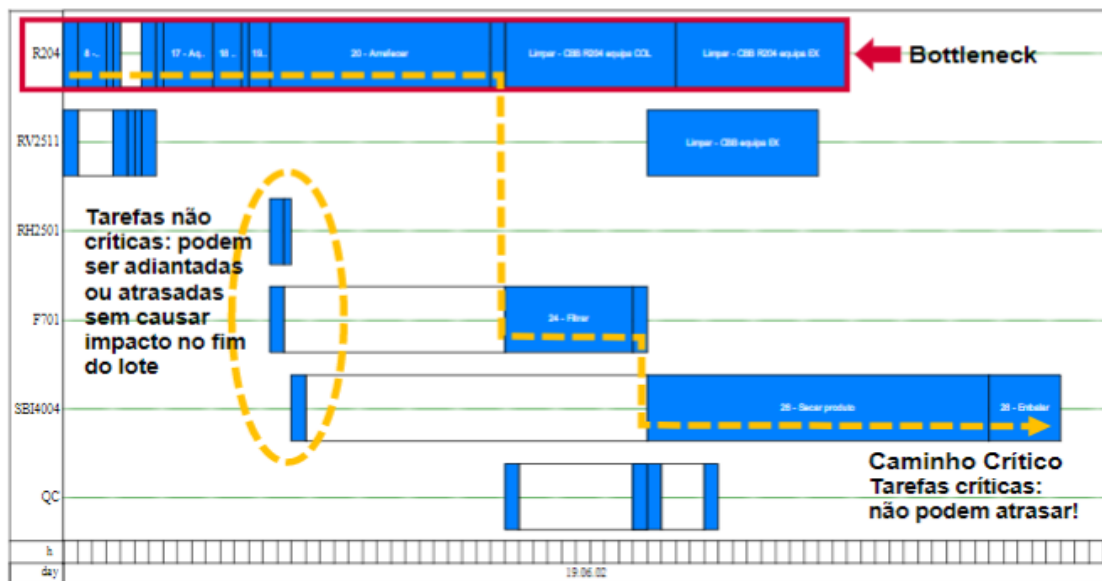 R204
8 -..
17 - Aq..
18 ..
19..
20 - Arrefecer
Limpar - CBB R204 equipa COL
Limpar - CBB R204 equipa EX
Bottleneck
RV2511
Limpar - CBB equipa EX
Tarefas não
críticas: podem
ser adiantadas
ou atrasadas
sem causar
impacto no fim
do lote
RH2501
F701
24 - Filtrar
SBI4004
25 - Secar produto
26 - Embalar
Caminho Crítico
Tarefas críticas:
não podem atrasar!
QC
h
day
19.06.02